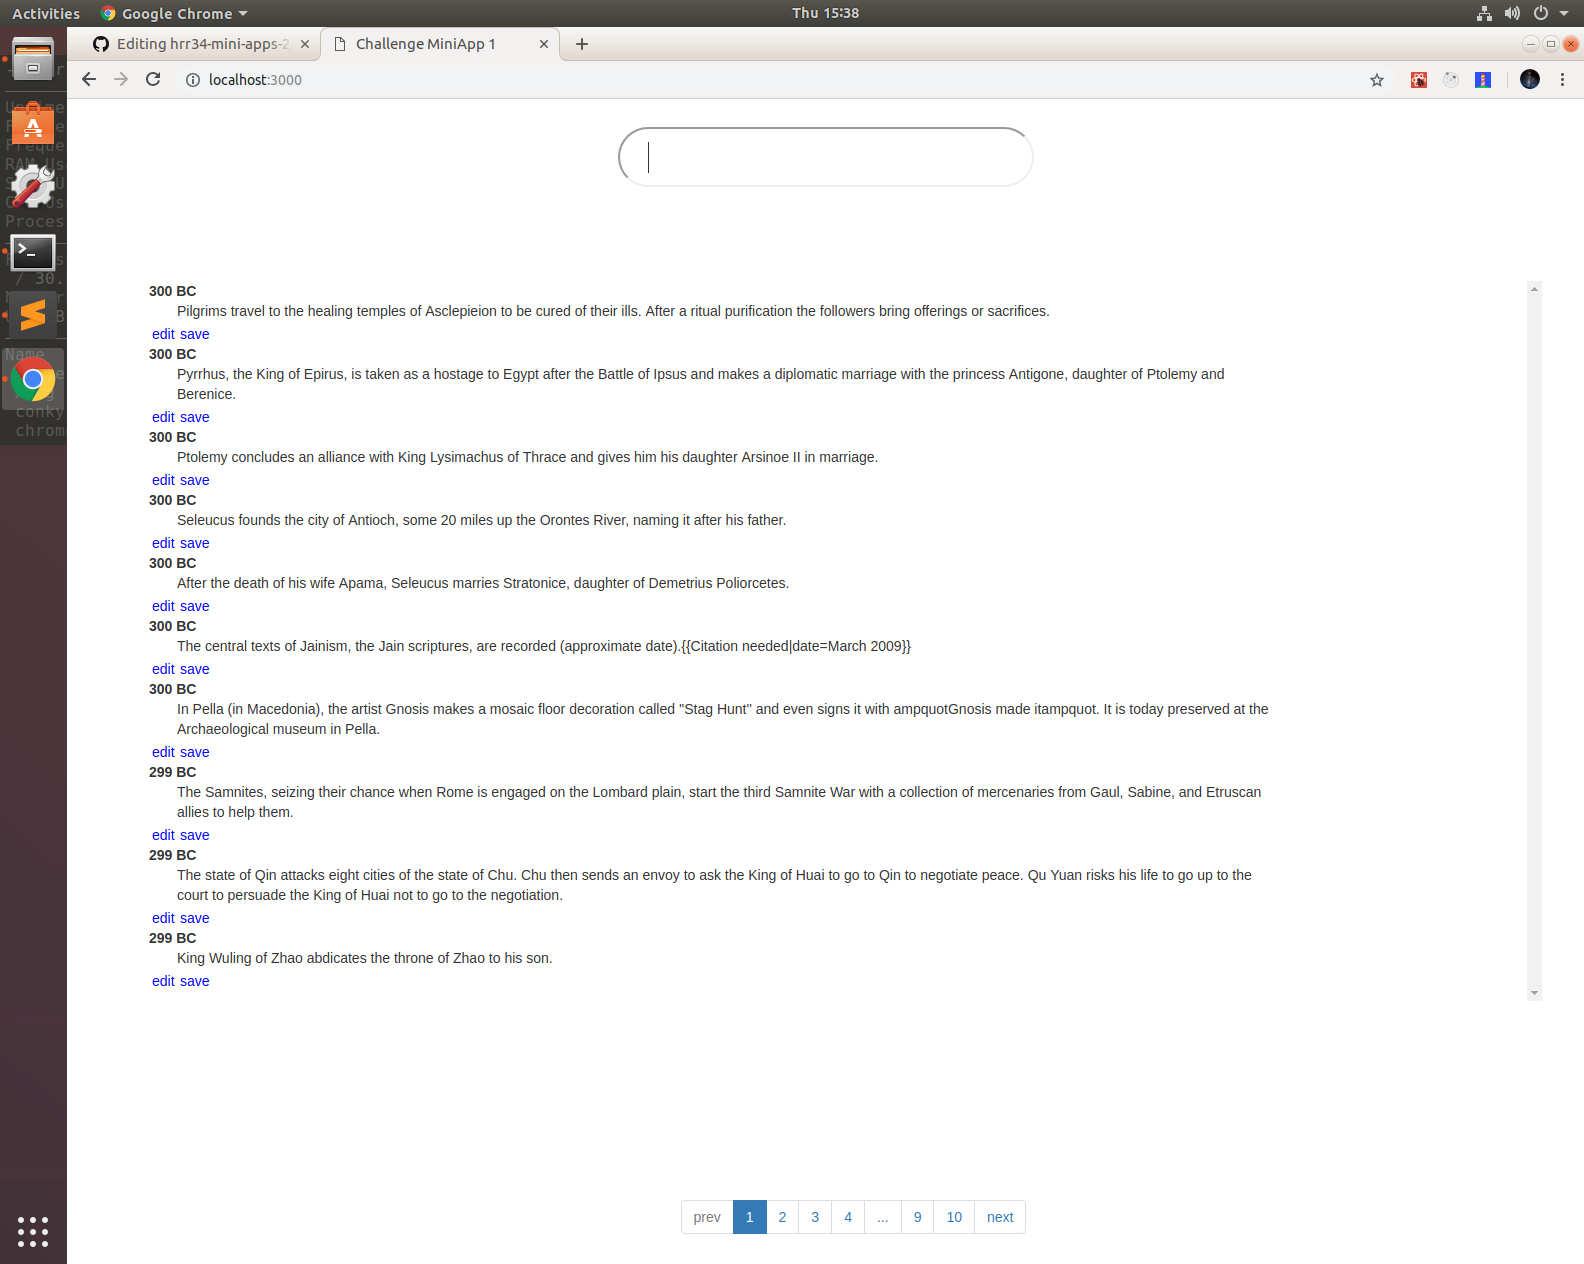 Activities Google Chrome Thu 15:38
Editing hrr34-mini-apps-2 Challenge MiniApp 1
localhost:3000
300 BC
Pilgrims travel to the healing temples of Asclepieion to be cured of their ills. After a ritual purification the followers bring offerings or sacrifices.
edit save
300 BC
Pyrrhus, the King of Epirus, is taken as a hostage to Egypt after the Battle of Ipsus and makes a diplomatic marriage with the princess Antigone, daughter of Ptolemy and
Berenice.
edit save
300 BC
Ptolemy concludes an alliance with King Lysimachus of Thrace and gives him his daughter Arsinoe II in marriage.
edit save
300 BC
Seleucus founds the city of Antioch, some 20 miles up the Orontes River, naming it after his father.
edit save
300 BC
After the death of his wife Apama, Seleucus marries Stratonice, daughter of Demetrius Poliorcetes.
edit save
300 BC
The central texts of Jainism, the Jain scriptures, are recorded (approximate date).{{Citation needed|date=March 2009}}
edit save
300 BC
In Pella (in Macedonia), the artist Gnosis makes a mosaic floor decoration called "Stag Hunt" and even signs it with ampquotGnosis made itampquot. It is today preserved at the
Archaeological museum in Pella.
edit save
299 BC
The Samnites, seizing their chance when Rome is engaged on the Lombard plain, start the third Samnite War with a collection of mercenaries from Gaul, Sabine, and Etruscan
allies to help them.
edit save
299 BC
The state of Qin attacks eight cities of the state of Chu. Chu then sends an envoy to ask the King of Huai to go to Qin to negotiate peace. Qu Yuan risks his life to go up to the
court to persuade the King of Huai not to go to the negotiation.
edit save
299 BC
King Wuling of Zhao abdicates the throne of Zhao to his son.
edit save
prev 1 2 3 4 ... 9 10 next
RAM Us
Proces
/ 30.
Name
conky
chrom